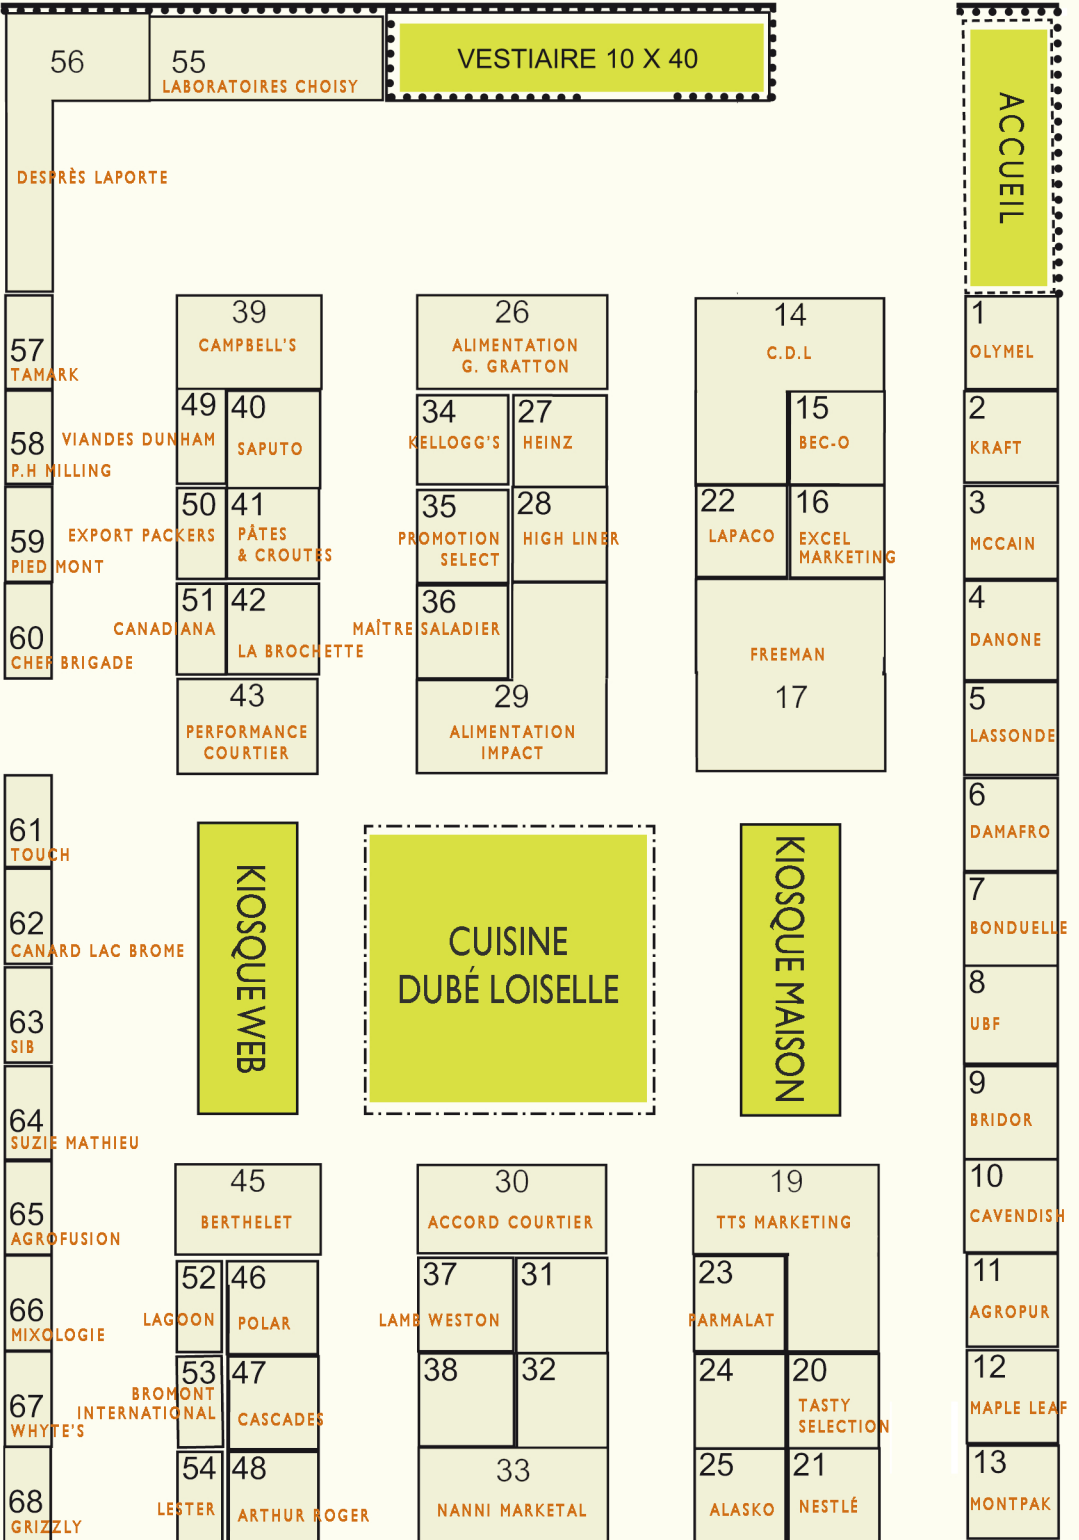 56
55
LABORATOIRES CHOISY
VESTIAIRE 10 X 40
ACCUEIL
DESPRÈS LAPORTE
57
TAMARK
58
P.H MILLING
59
PIED MONT
60
CHEF BRIGADE
61
TOUCH
62
CANARD LAC BROME
63
SIB
64
SUZIE MATHIEU
65
AGROFUSION
66
MIXOLOGIE
67
WHYTE'S
68
GRIZZLY
39
CAMPBELL'S
49
VIANDES DUNHAM
40
SAPUTO
50
EXPORT PACKERS
41
PÂTES
& CROUTES
51
CANADIANA
42
LA BROCHETTE
43
PERFORMANCE
COURTIER
KIOSQUE WEB
45
BERTHELET
52
LAGOON
46
POLAR
53
BROMONT
INTERNATIONAL
47
CASCADES
54
LESTER
48
ARTHUR ROGER
26
ALIMENTATION
G. GRATTON
34
KELLOGG'S
27
HEINZ
35
PROMOTION
SELECT
28
HIGH LINER
36
MAÎTRE SALADIER
29
ALIMENTATION
IMPACT
CUISINE
DUBÉ LOISELLE
30
ACCORD COURTIER
37
LAMB WESTON
31
38
32
33
NANNI MARKETAL
14
C.D.L
15
BEC-O
22
LAPACO
16
EXCEL
MARKETING
FREEMAN
17
KIOSQUE MAISON
19
TTS MARKETING
23
PARMALAT
24
20
TASTY
SELECTION
25
ALASKO
21
NESTLÉ
1
OLYMEL
2
KRAFT
3
MCCAIN
4
DANONE
5
LASSONDE
6
DAMAFRO
7
BONDUELLE
8
UBF
9
BRIDOR
10
CAVENDISH
11
AGROPUR
12
MAPLE LEAF
13
MONTPAK